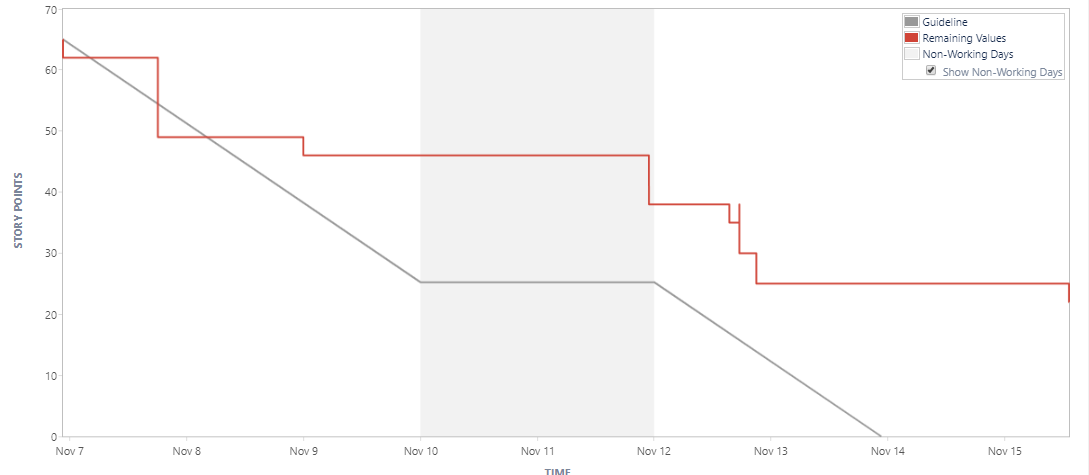 70
60
50
40
30
20
10
0
STORY POINTS
Guideline
Remaining Values
Non-Working Days
Show Non-Working Days
Nov 7 Nov 8 Nov 9 Nov 10 Nov 11 Nov 12 Nov 13 Nov 14 Nov 15
TIME